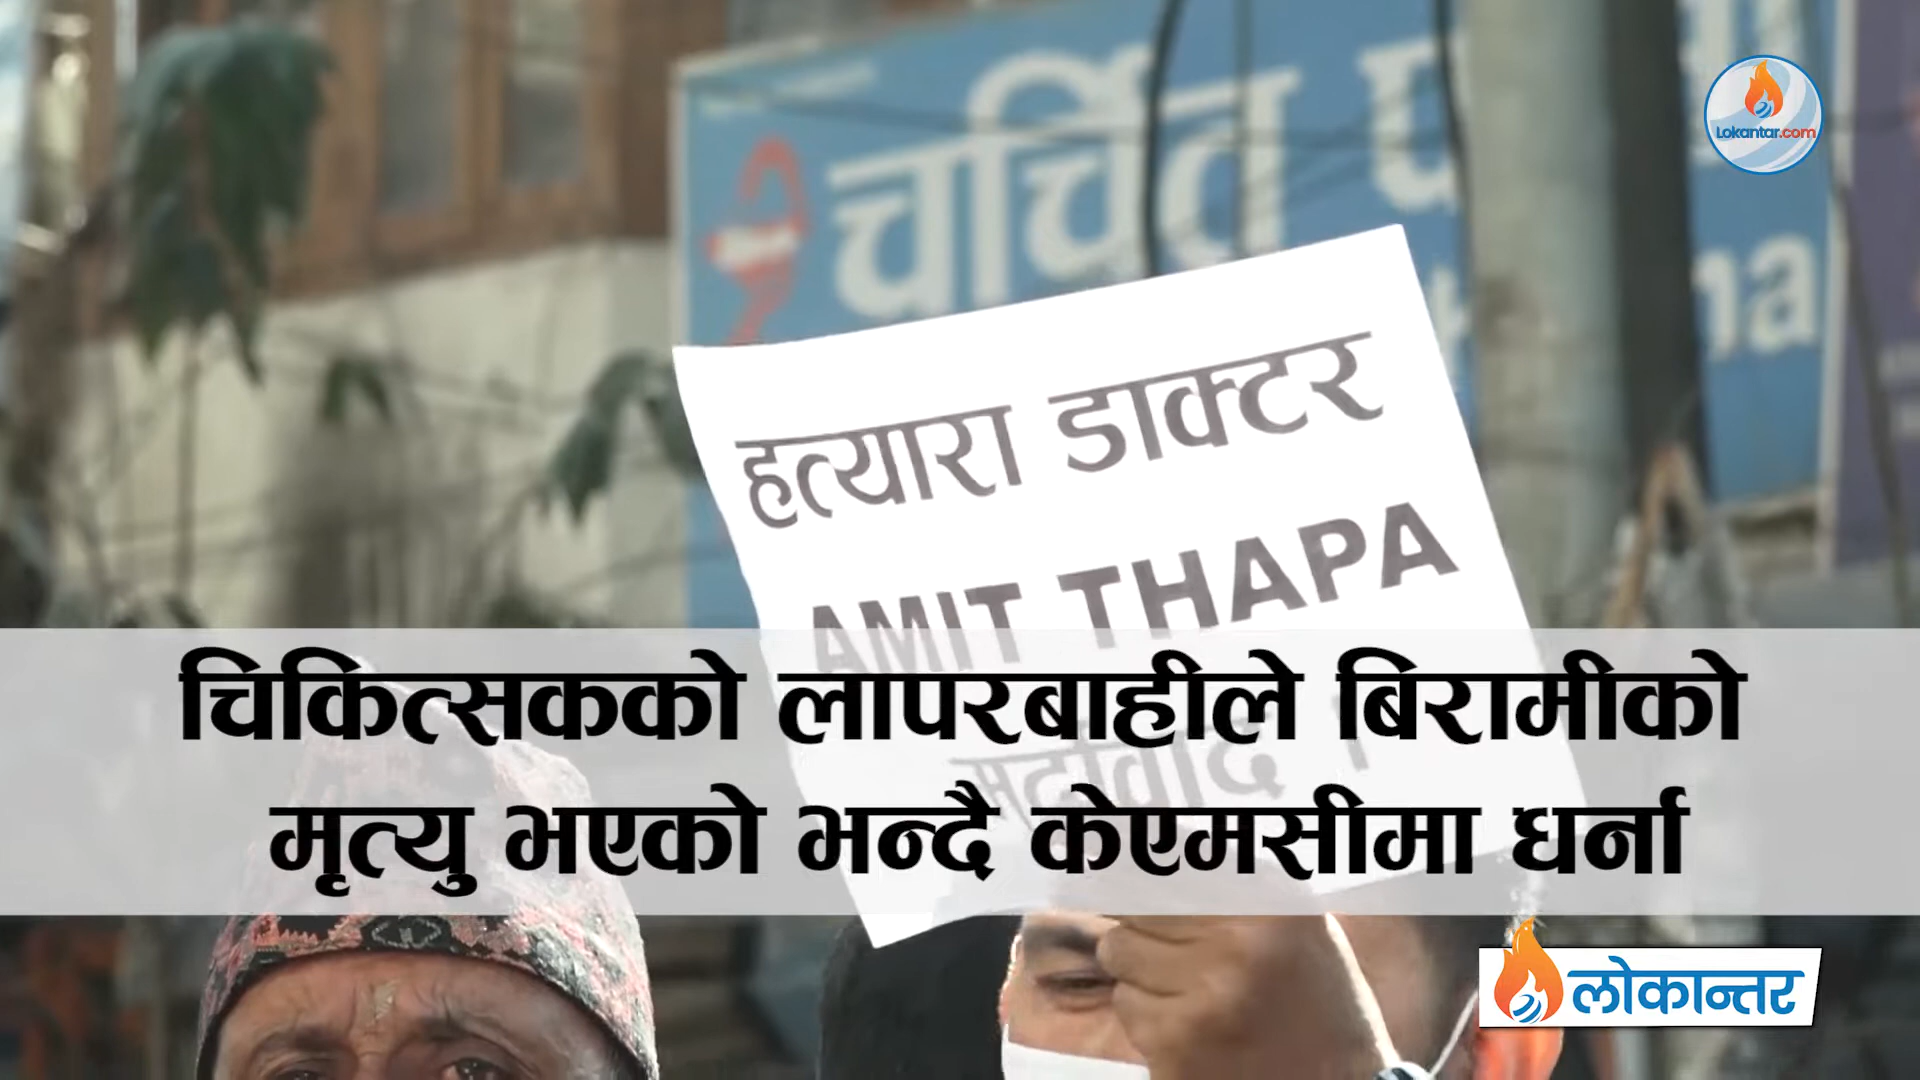 चर्चित
Lokantar.com
हत्यारा डाक्टर
AMIT THAPA
मुर्दावाद !
चिकित्सकको लापरबाहीले बिरामीको
मृत्यु भएको भन्दै केएमसीमा धर्ना
लोकान्तर